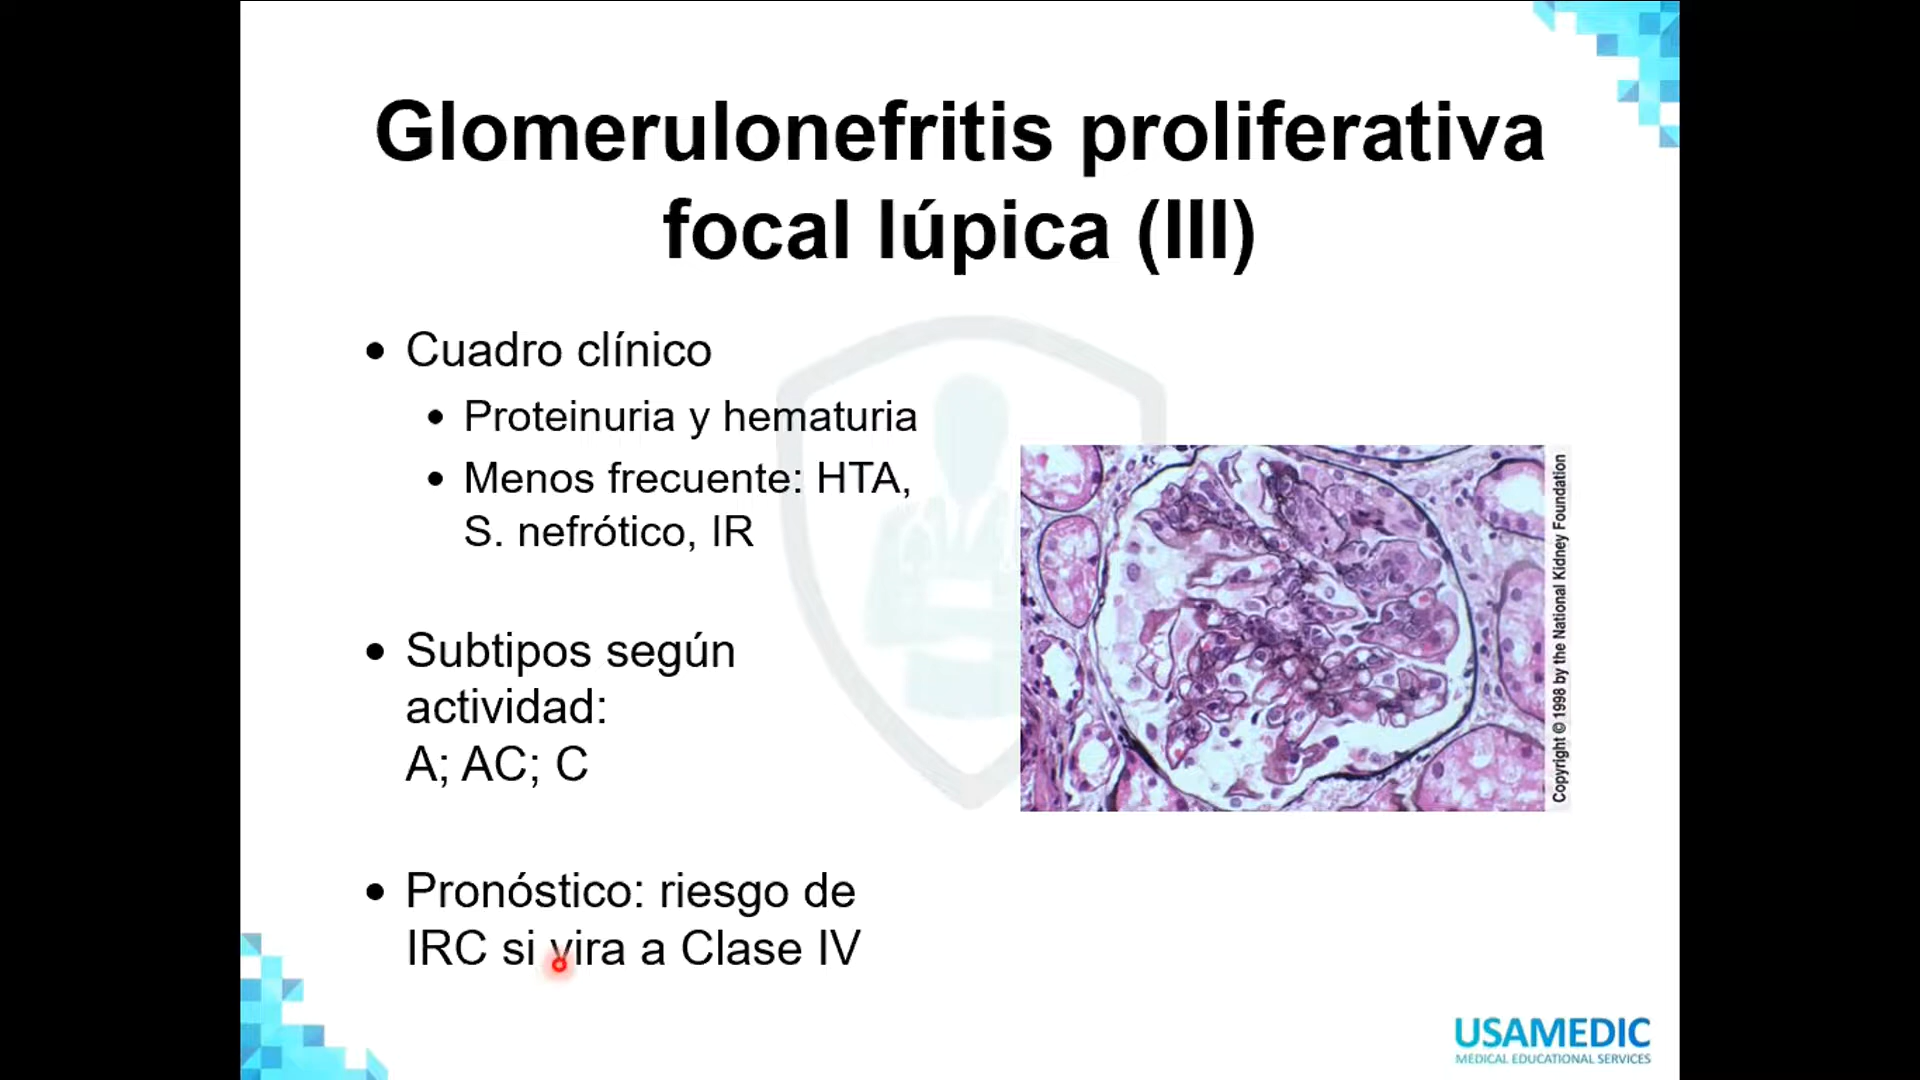 Glomerulonefritis proliferativa
focal lúpica (III)
• Cuadro clínico
• Proteinuria y hematuria
• Menos frecuente: HTA,
S. nefrótico, IR
• Subtipos según
actividad:
A; AC; C
• Pronóstico: riesgo de
IRC si vira a Clase IV
Copyright © 1998 by the National Kidney Foundation
USAMEDIC
MEDICAL EDUCATIONAL SERVICES